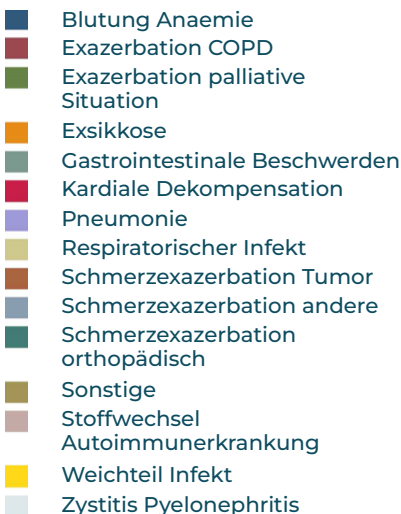 Blutung Anaemie
Exazerbation COPD
Exazerbation palliative
Situation
Exsikkose
Gastrointestinale Beschwerden
Kardiale Dekompensation
Pneumonie
Respiratorischer Infekt
Schmerzexazerbation Tumor
Schmerzexazerbation andere
Schmerzexazerbation
orthopädisch
Sonstige
Stoffwechsel
Autoimmunerkrankung
Weichteil Infekt
Zystitis Pyelonephritis